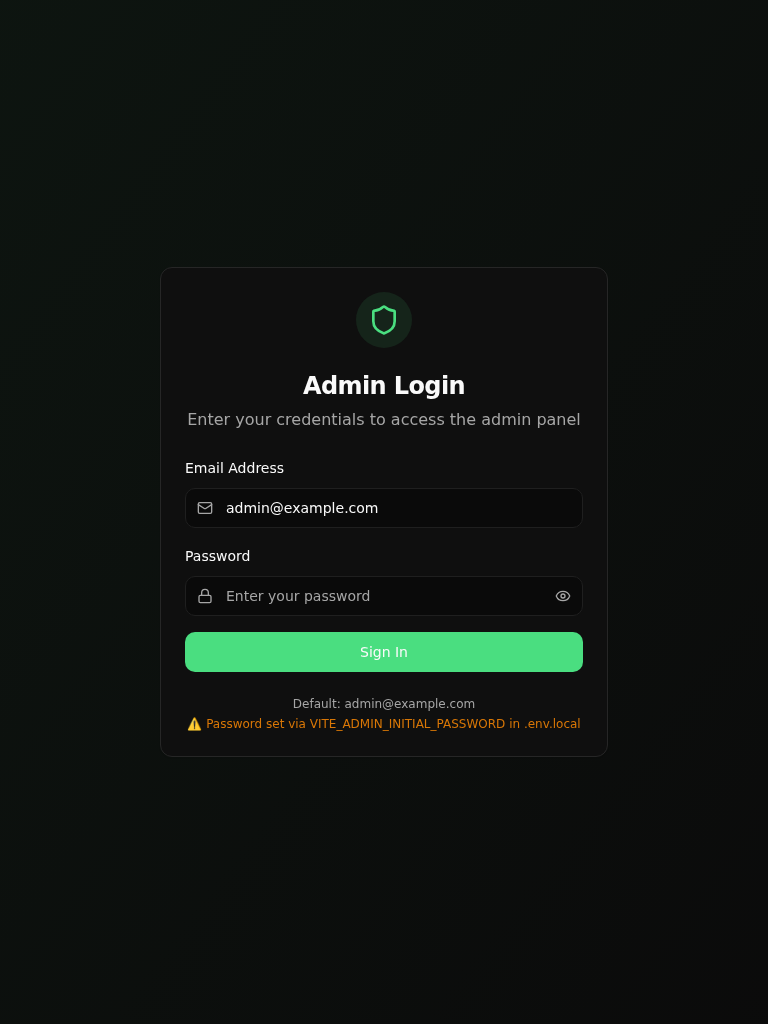 Admin Login
Enter your credentials to access the admin panel
Email Address
admin@example.com
Password
Enter your password
Sign In
Default: admin@example.com
⚠️ Password set via VITE_ADMIN_INITIAL_PASSWORD in .env.local